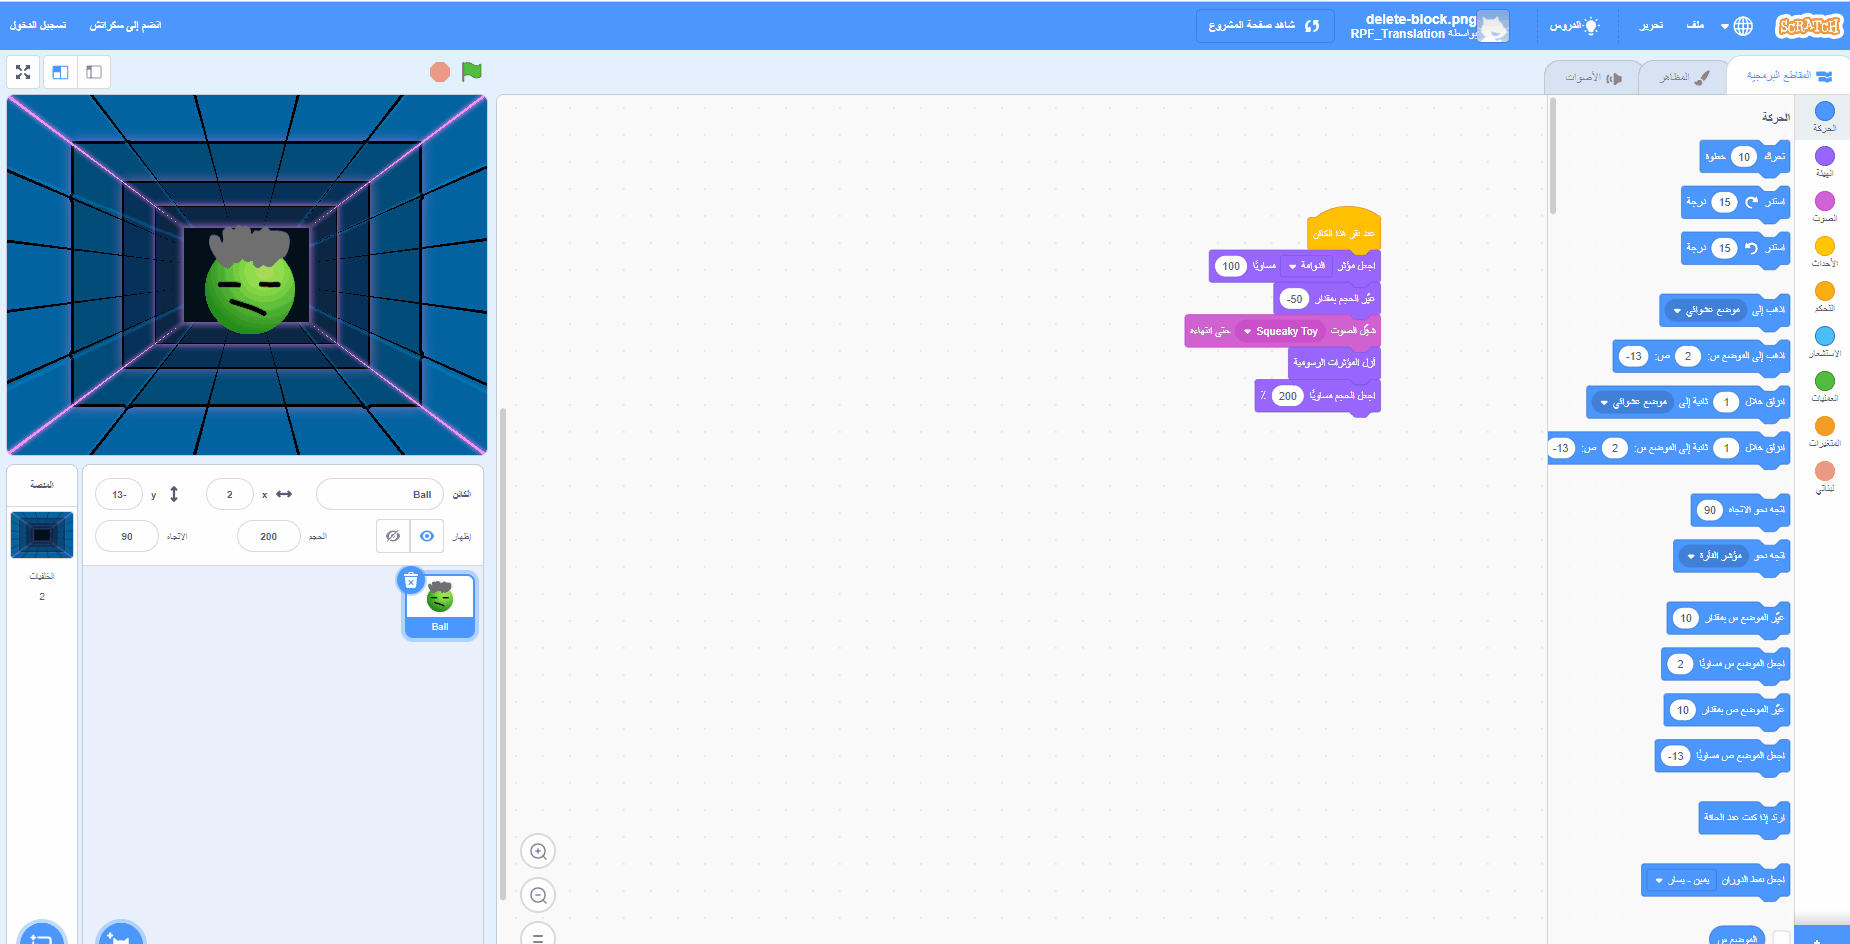 SCRATCH
ملف
تحرير
الدروس
delete-block.png
بواسطة RPF_Translation
شاهد صفحة المشروع
انضم إلى سكراتش
تسجيل الدخول
المقاطع البرمجية
المظاهر
الأصوات
الحركة
الهيئة
الصوت
الأحداث
التحكم
الاستشعار
العمليات
المتغيرات
لبناتي
الحركة
تحرك 10 خطوة
استدر 15 درجة
استدر 15 درجة
اذهب إلى موضع عشوائي
اذهب إلى الموضع س: 2 ص: -13
انزلق خلال 1 ثانية إلى موضع عشوائي
انزلق خلال 1 ثانية إلى الموضع س: 2 ص: -13
اتجه نحو الاتجاه 90
اتجه نحو مؤشر الفأرة
غيّر الموضع س بمقدار 10
اجعل الموضع س مساويًا 2
غيّر الموضع ص بمقدار 10
اجعل الموضع ص مساويًا -13
ارتد إذا كنت عند الحافة
اجعل نمط الدوران يمين - يسار
الموضع س
عند نقر هذا الكائن
اجعل مؤثر الدوامة مساويًا 100
غيّر الحجم بمقدار -50
شغّل الصوت Squeaky Toy حتى انتهاءه
أزل المؤثرات الرسومية
اجعل الحجم مساويًا 200 ٪
الكائن Ball x 2 y 13-
إظهار الحجم 200 الاتجاه 90
Ball
المنصة
الخلفيات
2